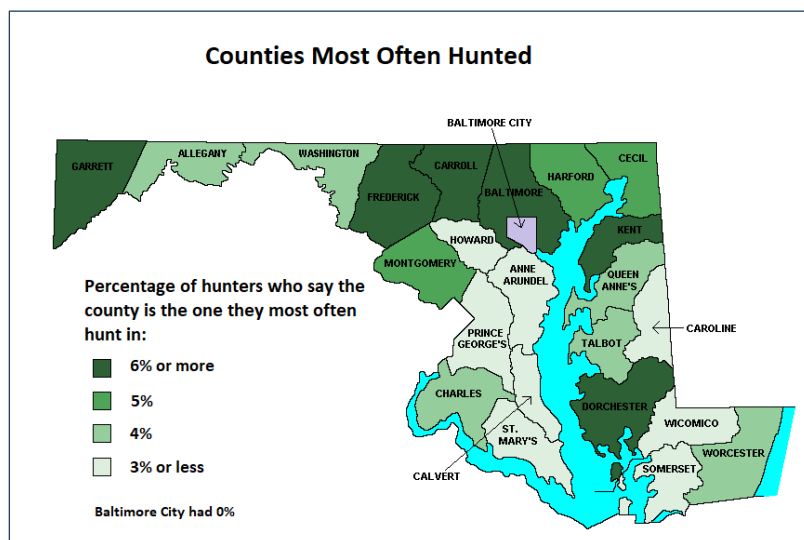 Counties Most Often Hunted
BALTIMORE CITY
GARRETT
ALLEGANY
WASHINGTON
FREDERICK
CARROLL
BALTIMORE
HARFORD
CECIL
HOWARD
MONTGOMERY
ANNE
ARUNDEL
KENT
QUEEN
ANNE'S
CAROLINE
TALBOT
PRINCE
GEORGE'S
CHARLES
ST.
MARY'S
CALVERT
DORCHESTER
WICOMICO
WORCESTER
SOMERSET
Percentage of hunters who say the
county is the one they most often
hunt in:
6% or more
5%
4%
3% or less
Baltimore City had 0%